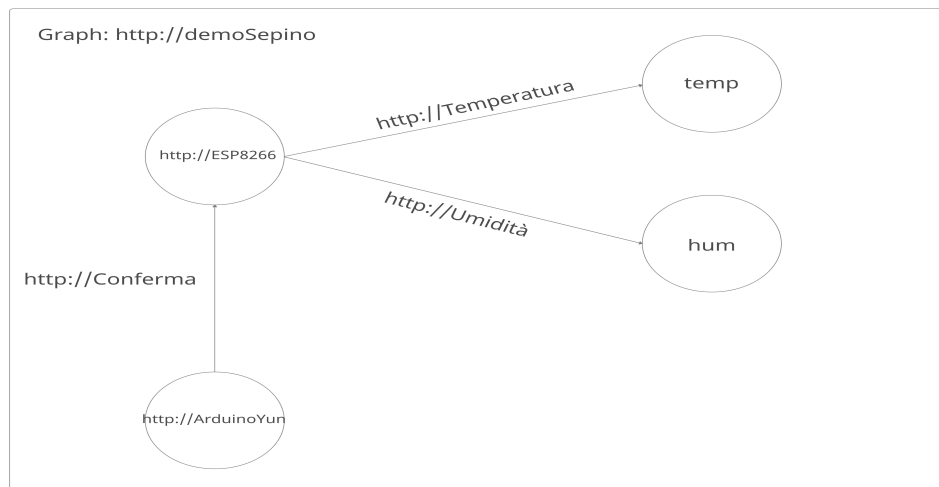 Graph: http://demoSepino
temp
http://Temperatura
http://ESP8266
http://Umidità
hum
http://Conferma
http://ArduinoYun